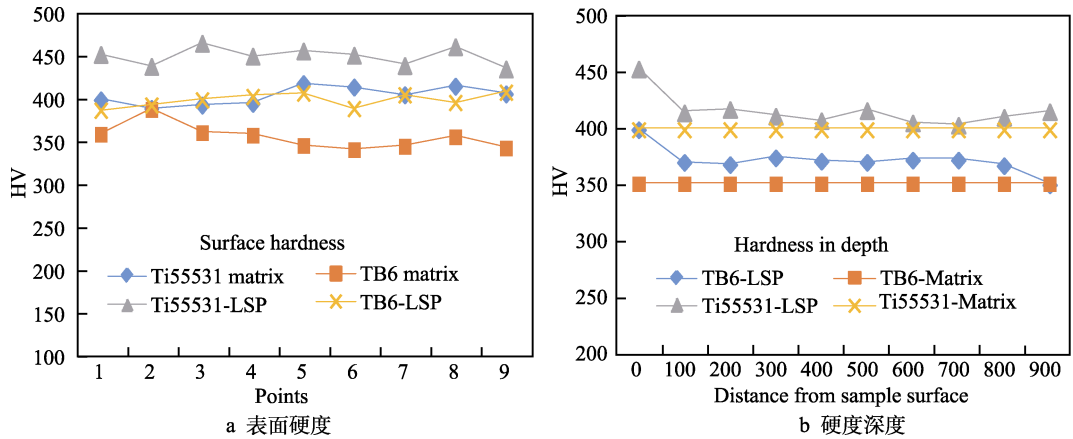 500
450
400
350
300
250
200
150
100
HV
Surface hardness
Ti55531 matrix
TB6 matrix
Ti55531-LSP
TB6-LSP
1 2 3 4 5 6 7 8 9
Points
a 表面硬度
500
450
400
350
300
250
200
HV
Hardness in depth
TB6-LSP
TB6-Matrix
Ti55531-LSP
Ti55531-Matrix
0 100 200 300 400 500 600 700 800 900
Distance from sample surface
b 硬度深度